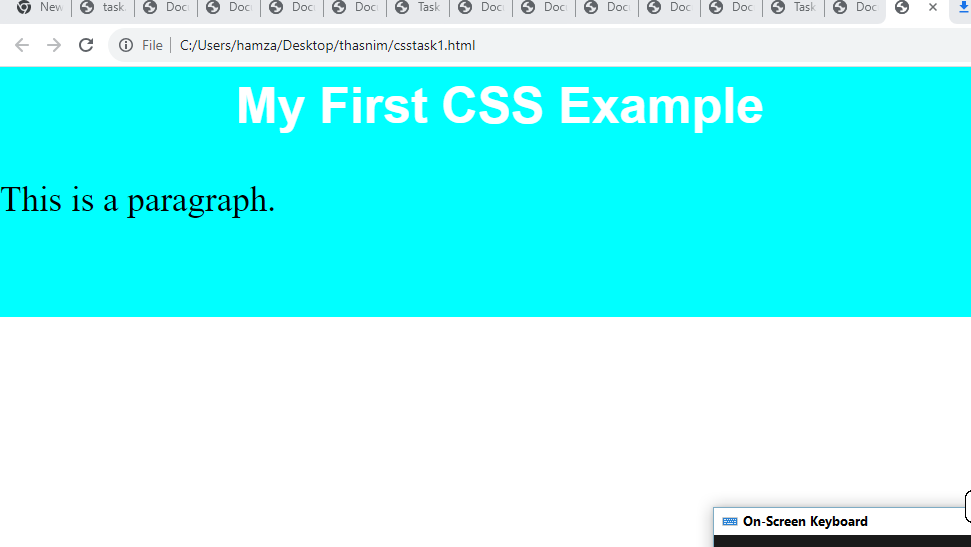 New task Doc Doc Doc Doc Task Doc Doc Doc Doc Doc Task Doc
File C:/Users/hamza/Desktop/thasnim/csstask1.html
My First CSS Example
This is a paragraph.
On-Screen Keyboard